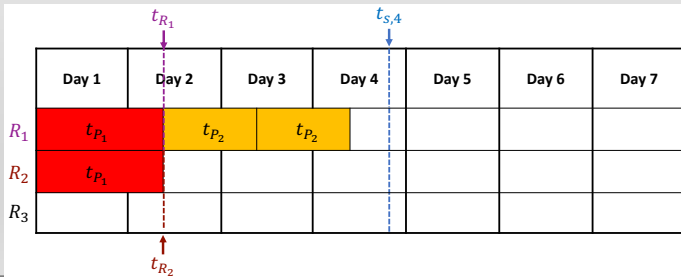 t_{R_1} t_{s,4}
Day 1 Day 2 Day 3 Day 4 Day 5 Day 6 Day 7
R_1 t_{P_1} t_{P_2} t_{P_2}
R_2 t_{P_1}
R_3
t_{R_2}